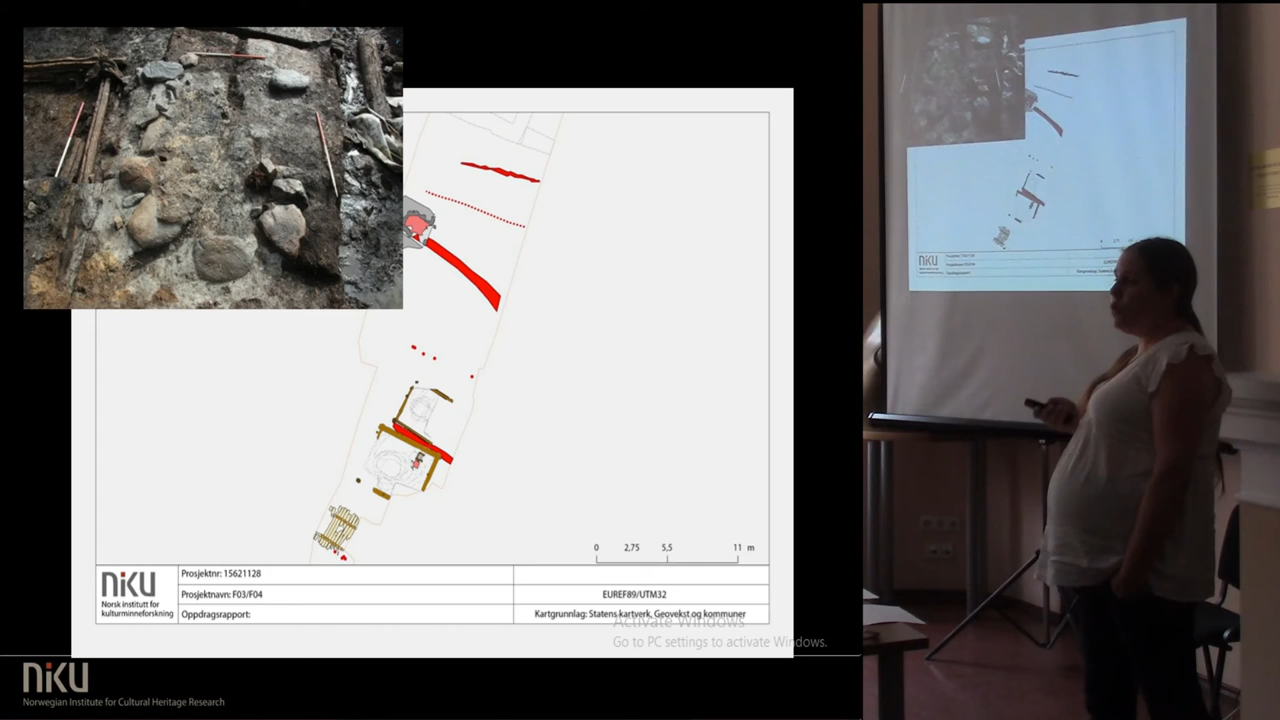 0 2,75 5,5 11 m
NIKU
Norsk institutt for
kulturminneforskning
Prosjektnr: 15621128
Prosjektnavn: F03/F04
Oppdragsrapport:
EUREF89/UTM32
Kartgrunnlag: Statens kartverk, Geovekst og kommuner
Activate Windows
Go to PC settings to activate Windows.
NIKU
Norwegian Institute for Cultural Heritage Research
NIKU